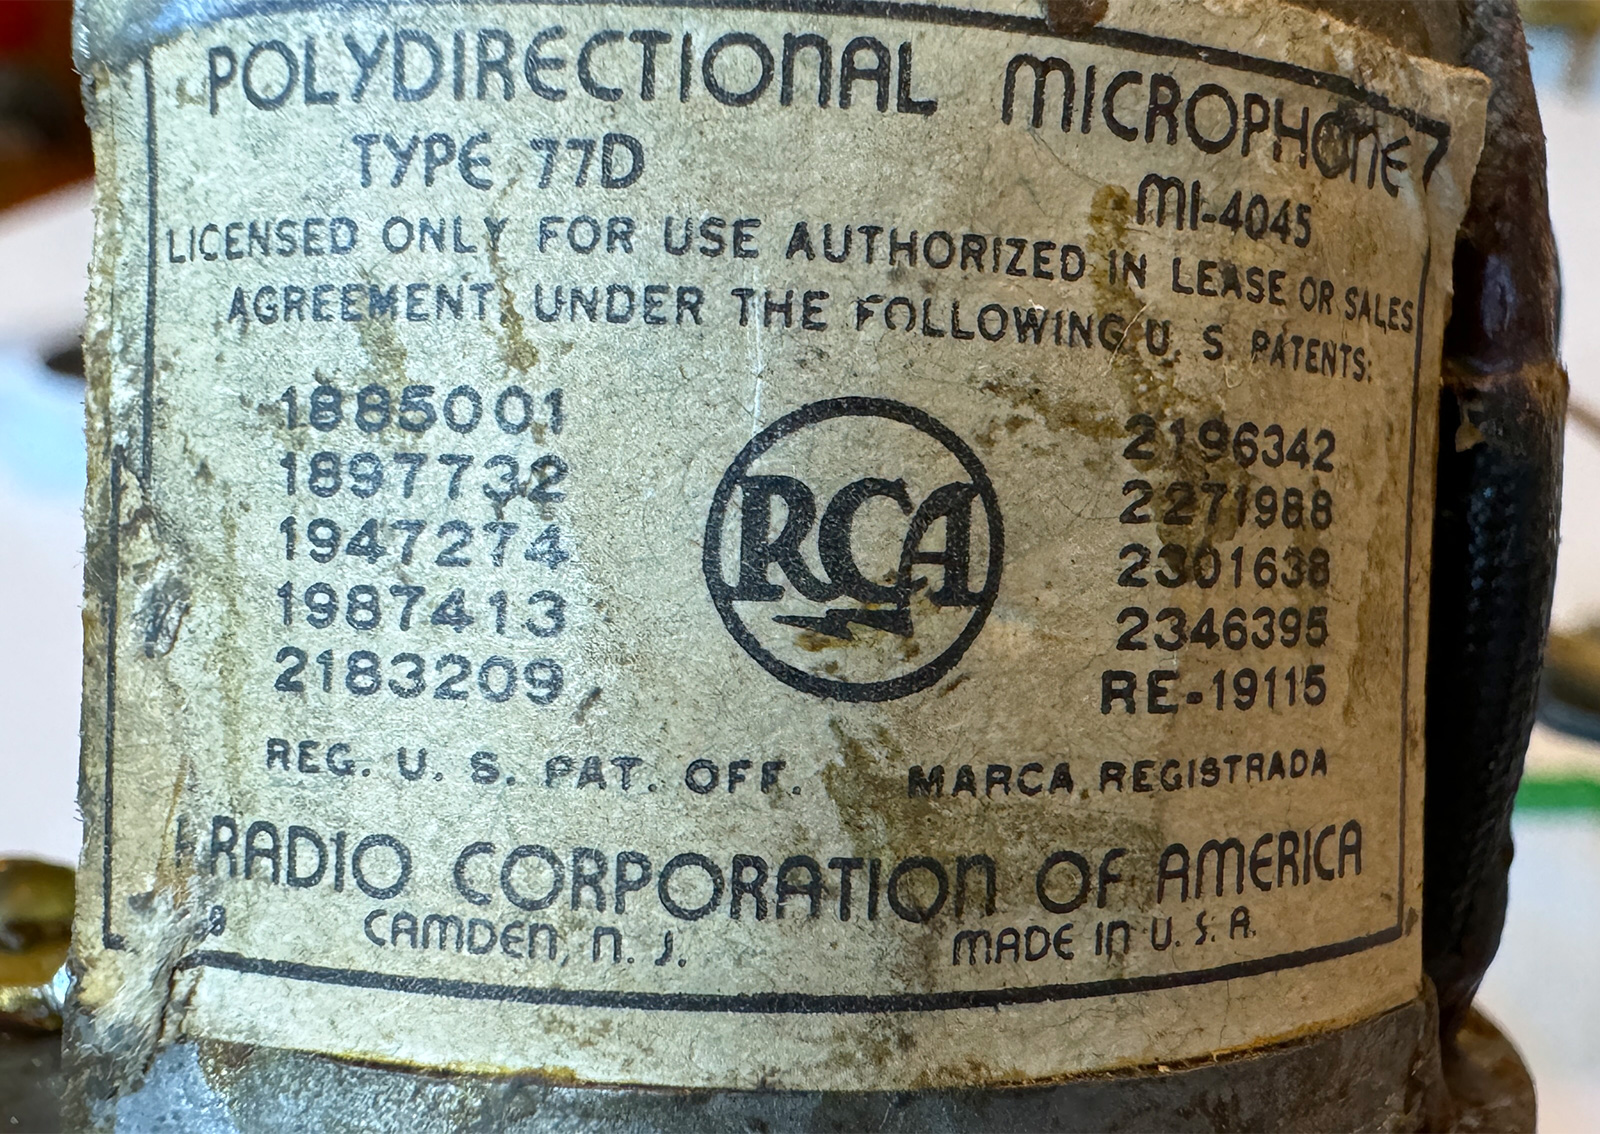 POLYDIRECTIONAL MICROPHONE
TYPE 77D MI-4045
LICENSED ONLY FOR USE AUTHORIZED IN LEASE OR SALES
AGREEMENT, UNDER THE FOLLOWING U. S. PATENTS:
1885001
1897732
1947274
1987413
2183209
RCA
2196342
2271988
2301638
2346395
RE-19115
REG. U. S. PAT. OFF. MARCA REGISTRADA
RADIO CORPORATION OF AMERICA
CAMDEN, N. J. MADE IN U. S. A.